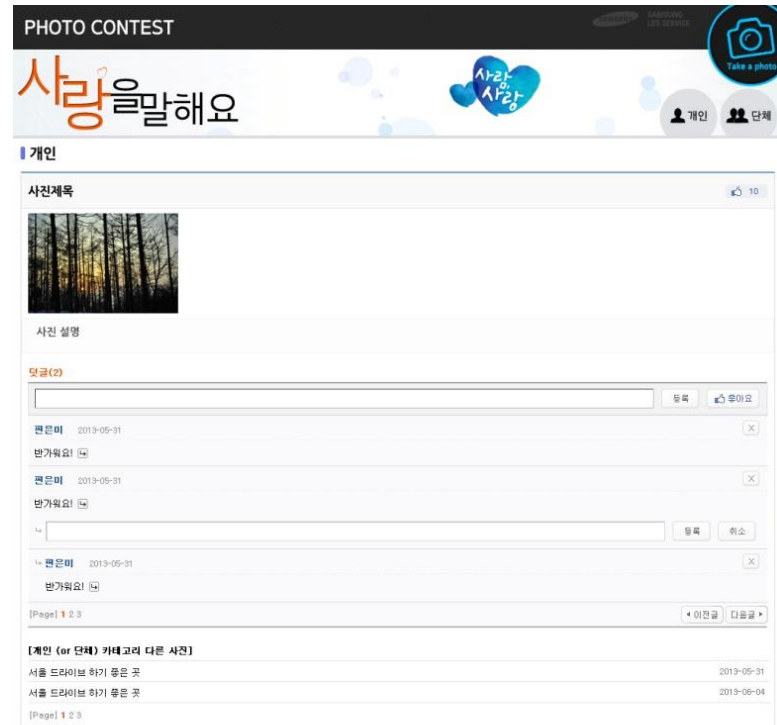 PHOTO CONTEST
SAMSUNG
SAMSUNG
LIFE SERVICE
Take a photo
사랑을말해요
사랑,
사랑
개인
단체
개인
사진제목
10
사진 설명
댓글(2)
등록
좋아요
편은미 2013-05-31
X
반가워요!
편은미 2013-05-31
X
반가워요!
등록
취소
편은미 2013-05-31
X
반가워요!
[Page] 1 2 3
이전글
다음글
[개인 (or 단체) 카테고리 다른 사진]
서울 드라이브 하기 좋은 곳 2013-05-31
서울 드라이브 하기 좋은 곳 2013-06-04
[Page] 1 2 3